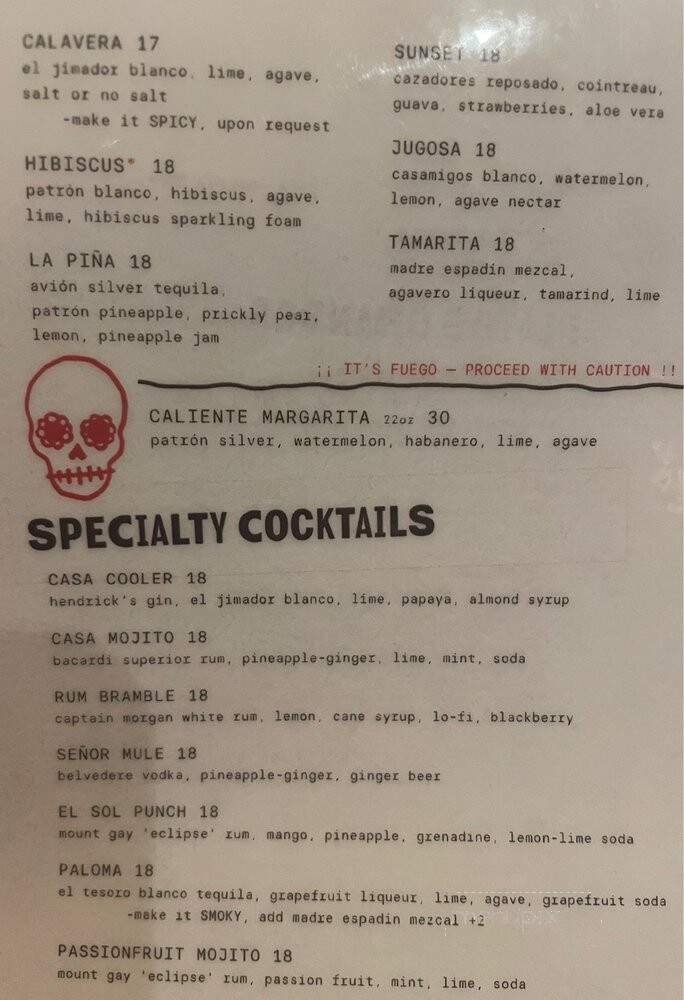 CALAVERA 17
el jimador blanco, lime, agave,
salt or no salt
-make it SPICY, upon request
HIBISCUS* 18
patrón blanco, hibiscus, agave,
lime, hibiscus sparkling foam
LA PIÑA 18
avión silver tequila,
patrón pineapple, prickly pear,
lemon, pineapple jam
SUNSET 18
cazadores reposado, cointreau,
guava, strawberries, aloe vera
JUGOSA 18
casamigos blanco, watermelon,
lemon, agave nectar
TAMARITA 18
madre espadin mezcal,
agavero liqueur, tamarind, lime
¡¡ IT'S FUEGO — PROCEED WITH CAUTION !!
CALIENTE MARGARITA 22oz 30
patrón silver, watermelon, habanero, lime, agave
SPECIALTY COCKTAILS
CASA COOLER 18
hendrick's gin, el jimador blanco, lime, papaya, almond syrup
CASA MOJITO 18
bacardi superior rum, pineapple-ginger, lime, mint, soda
RUM BRAMBLE 18
captain morgan white rum, lemon, cane syrup, lo-fi, blackberry
SEÑOR MULE 18
belvedere vodka, pineapple-ginger, ginger beer
EL SOL PUNCH 18
mount gay 'eclipse' rum, mango, pineapple, grenadine, lemon-lime soda
PALOMA 18
el tesoro blanco tequila, grapefruit liqueur, lime, agave, grapefruit soda
-make it SMOKY, add madre espadin mezcal +2
PASSIONFRUIT MOJITO 18
mount gay 'eclipse' rum, passion fruit, mint, lime, soda